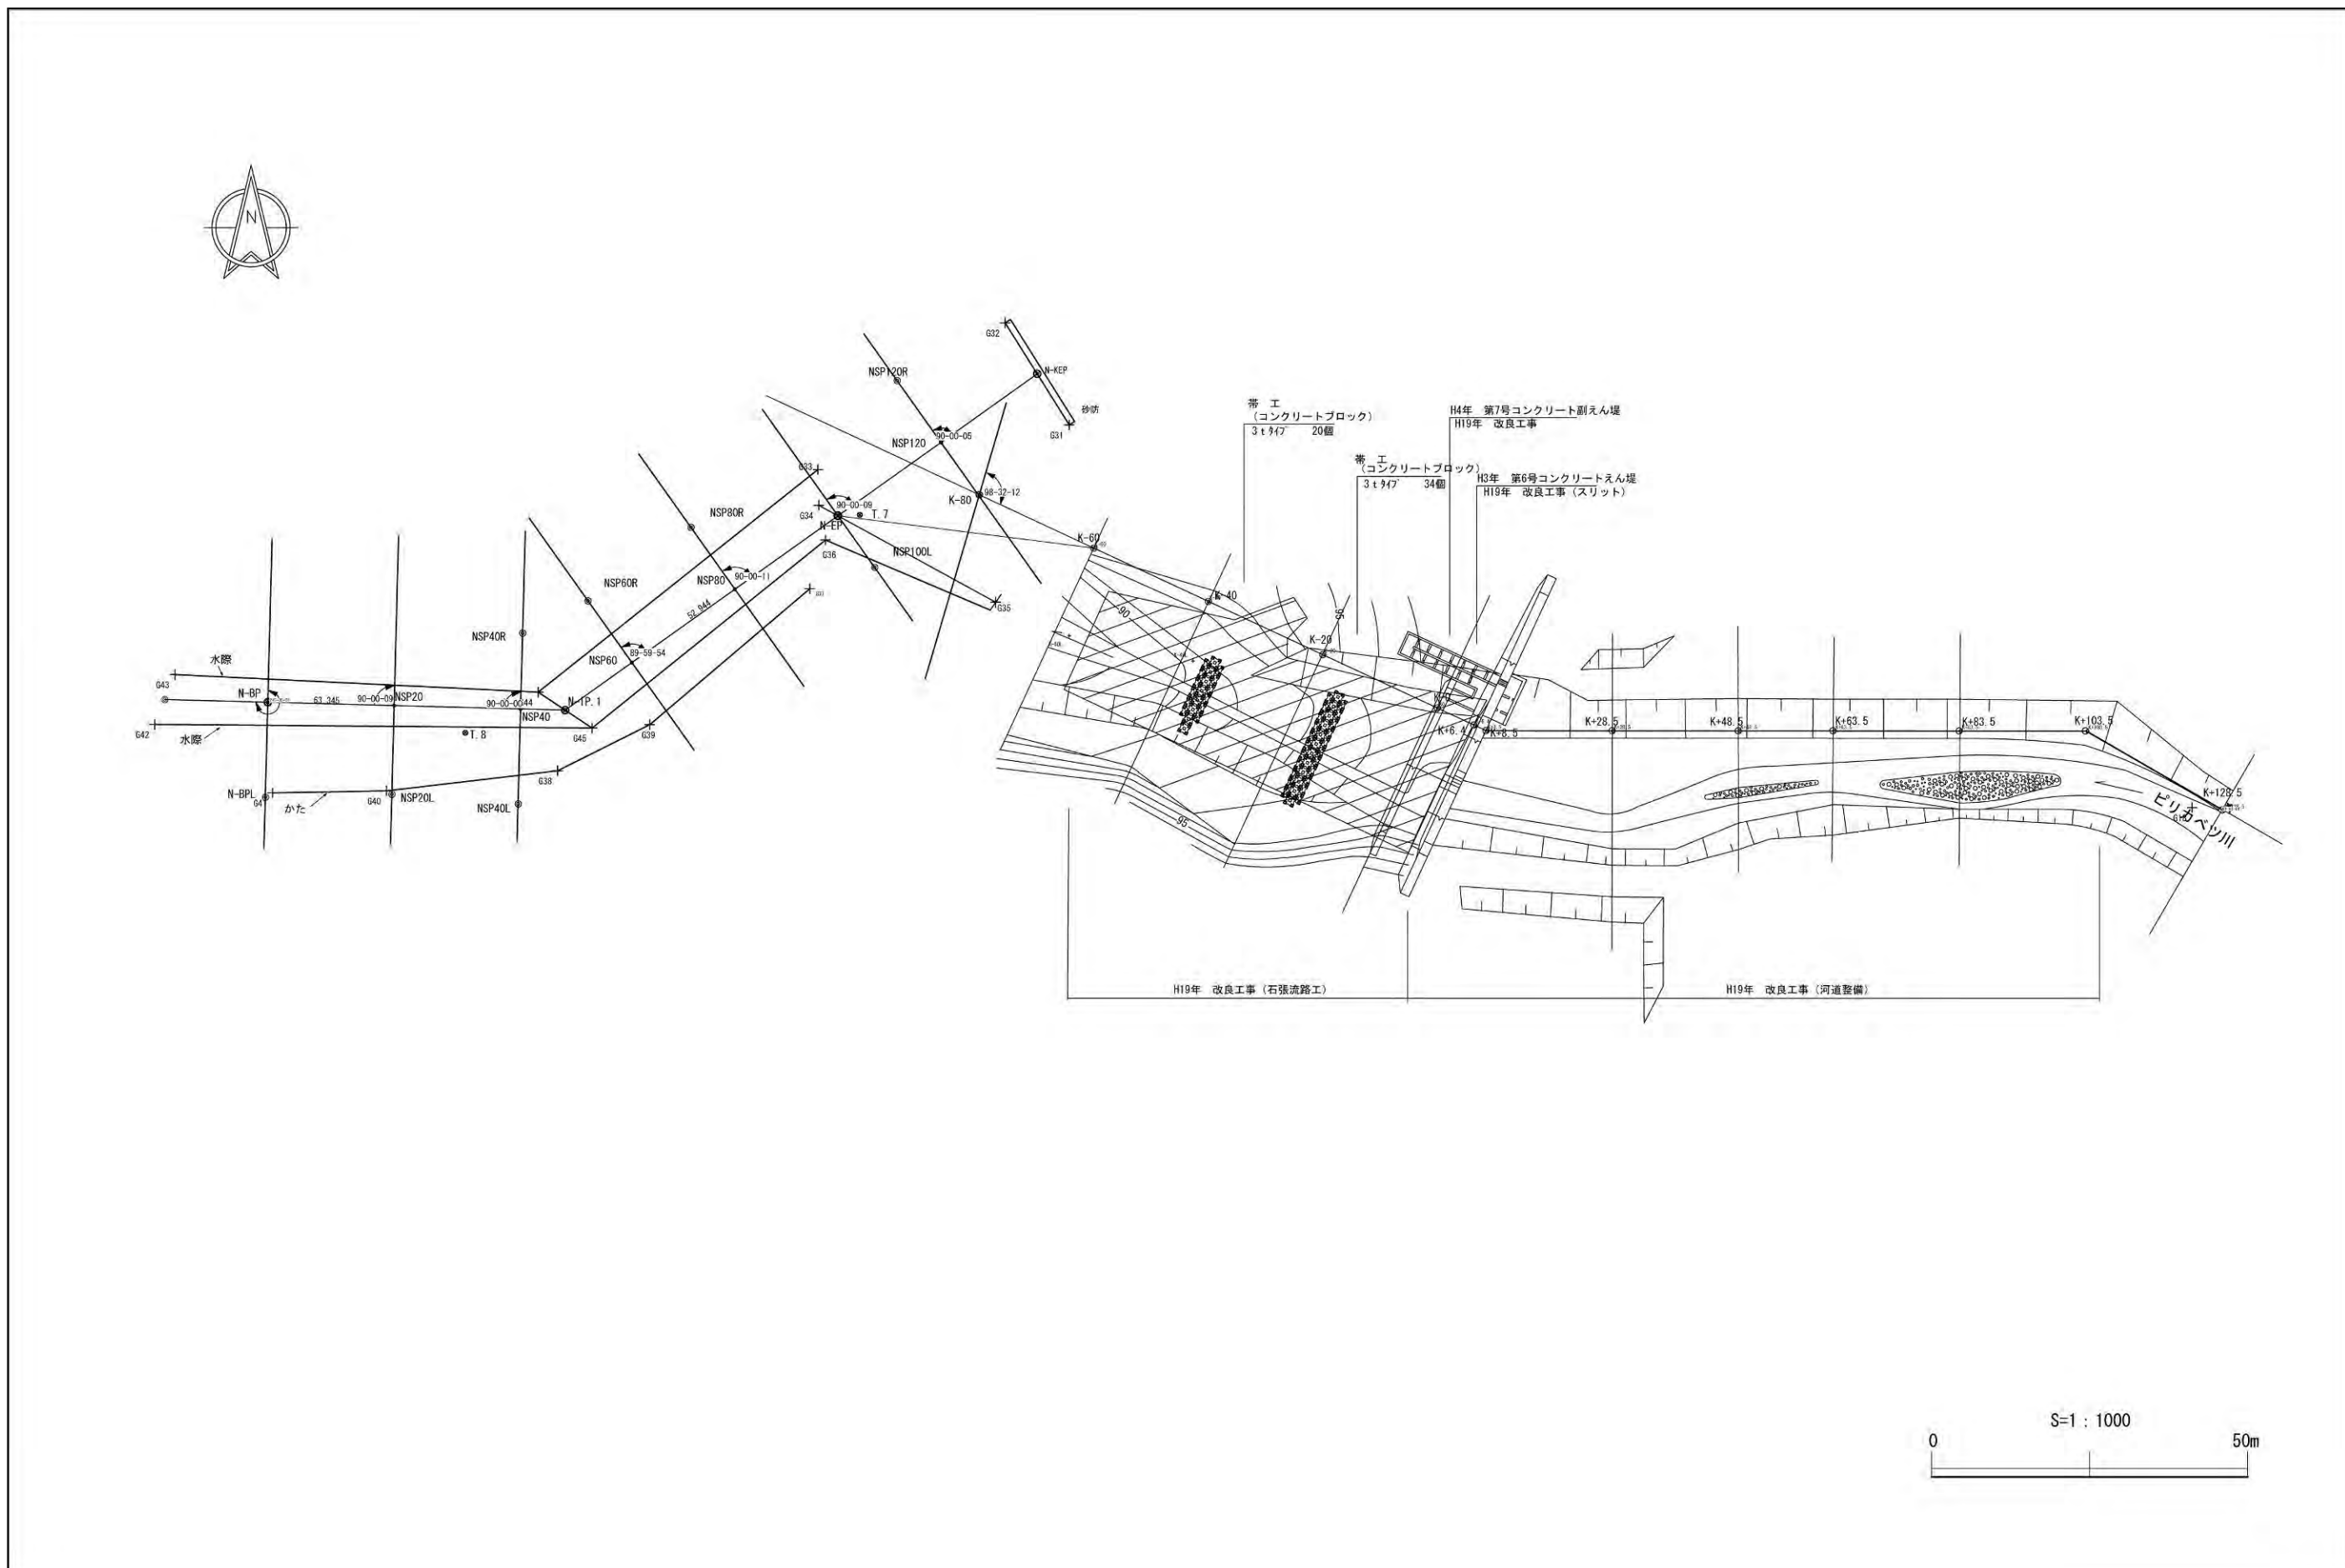 N
G32
N-KEP
砂防
G31
NSP120R
90-00-05
NSP120
G33
98-32-12
K-80
90-00-09
G34
T.7
N-EP
NSP80R
K-60
G36
NSP100L
NSP80
90-00-11
NSP60R
52.944
G35
NSP40R
89-59-54
NSP60
水際
G43
N-BP
53.345
90-00-09
NSP20
90-00-00
N-IP.1
NSP40
G42
水際
T.8
G45
G39
G38
N-BPL
G40
NSP20L
かた
NSP40L
帯 工
(コンクリートブロック)
3tタイプ 20個
H4年 第7号コンクリート副えん堤
H19年 改良工事
帯 工
(コンクリートブロック)
3tタイプ 34個
H3年 第6号コンクリートえん堤
H19年 改良工事(スリット)
K-40
90
95
K-20
K+6.4
K+8.5
K+28.5
K+48.5
K+63.5
K+83.5
K+103.5
K+128.5
ピリカベツ川
95
H19年 改良工事(石張流路工)
H19年 改良工事(河道整備)
S=1:1000
0
50m